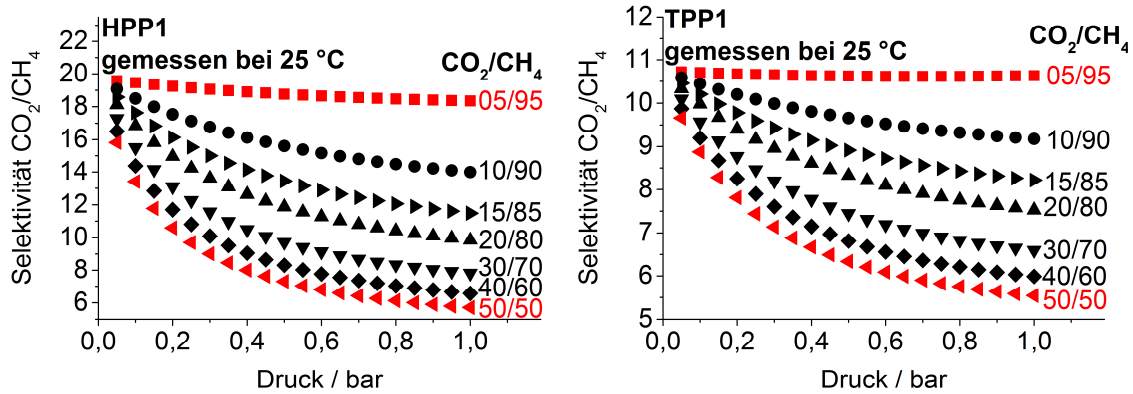 HPP1
gemessen bei 25 °C
CO₂/CH₄
Selektivität CO₂/CH₄
22
20
18
16
14
12
10
8
6
05/95
10/90
15/85
20/80
30/70
40/60
50/50
0,0 0,2 0,4 0,6 0,8 1,0
Druck / bar
TPP1
gemessen bei 25 °C
CO₂/CH₄
Selektivität CO₂/CH₄
12
11
10
9
8
7
6
5
05/95
10/90
15/85
20/80
30/70
40/60
50/50
0,0 0,2 0,4 0,6 0,8 1,0
Druck / bar